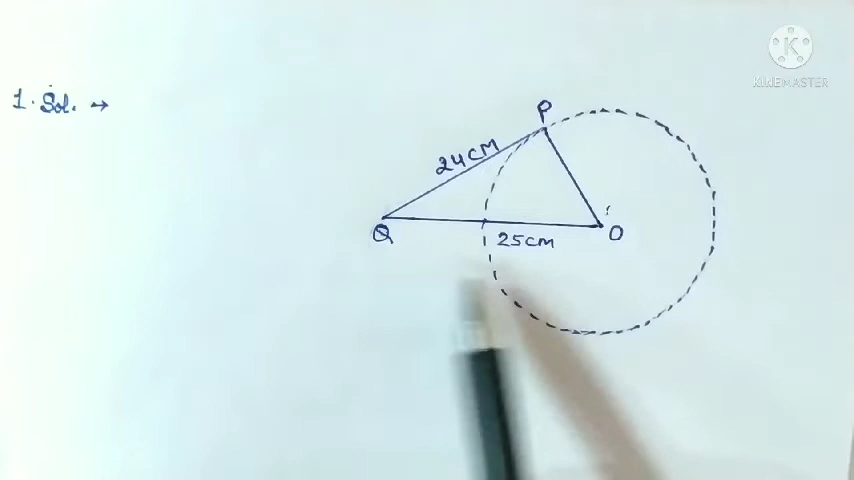 1. Sol. →
P
24CM
Q
25CM
O
K
KINEMASTER